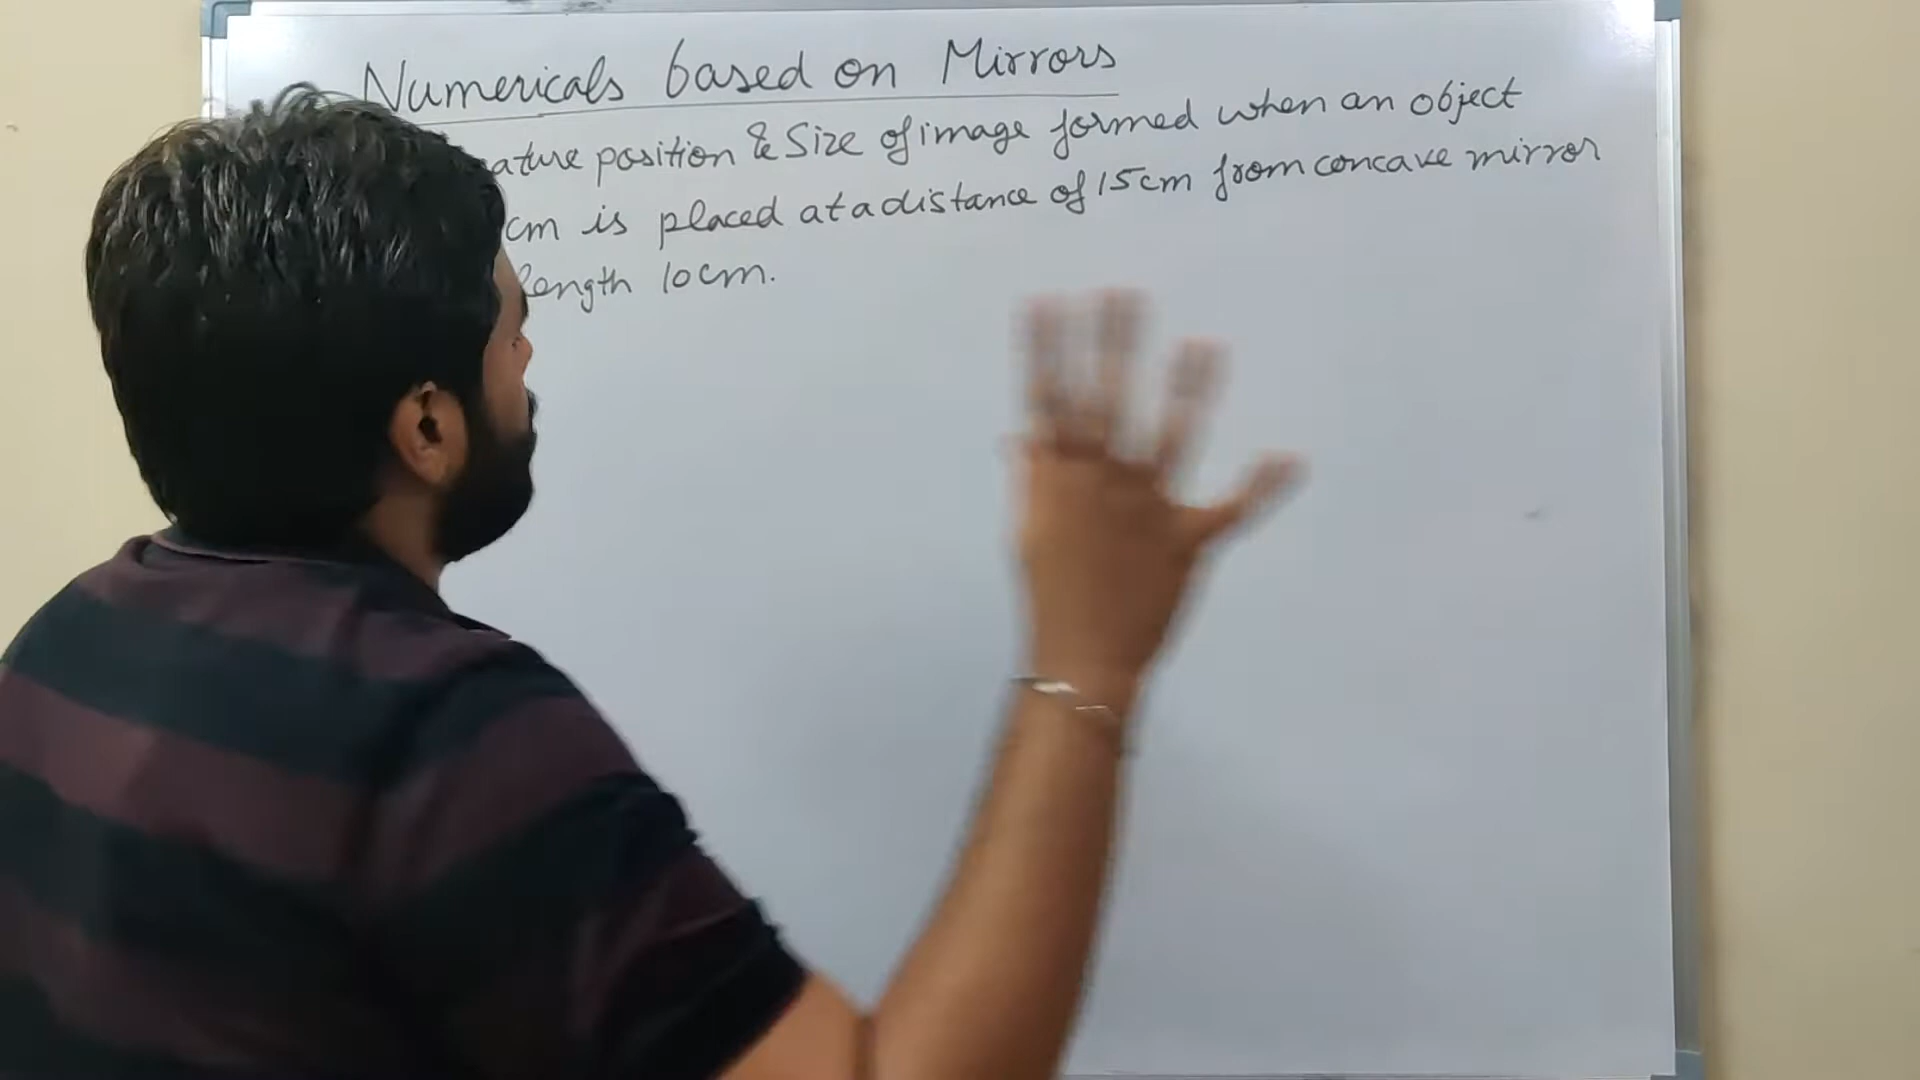 Numericals based on Mirrors
ature position & Size of image formed when an object
cm is placed at a distance of 15cm from concave mirror
length 10cm.